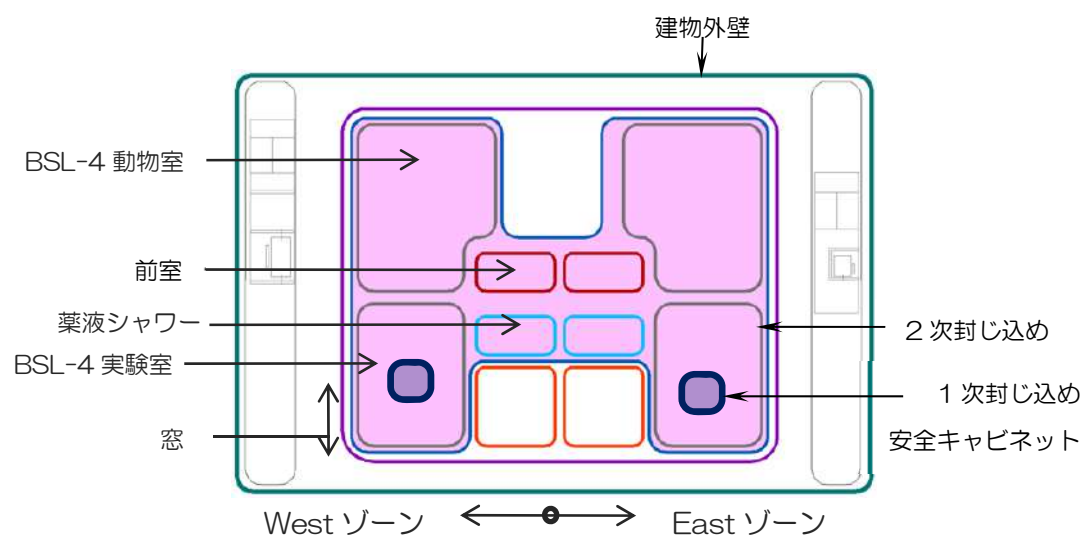 建物外壁
BSL-4 動物室
前室
薬液シャワー
BSL-4 実験室
窓
2 次封じ込め
1 次封じ込め
安全キャビネット
West ゾーン
East ゾーン